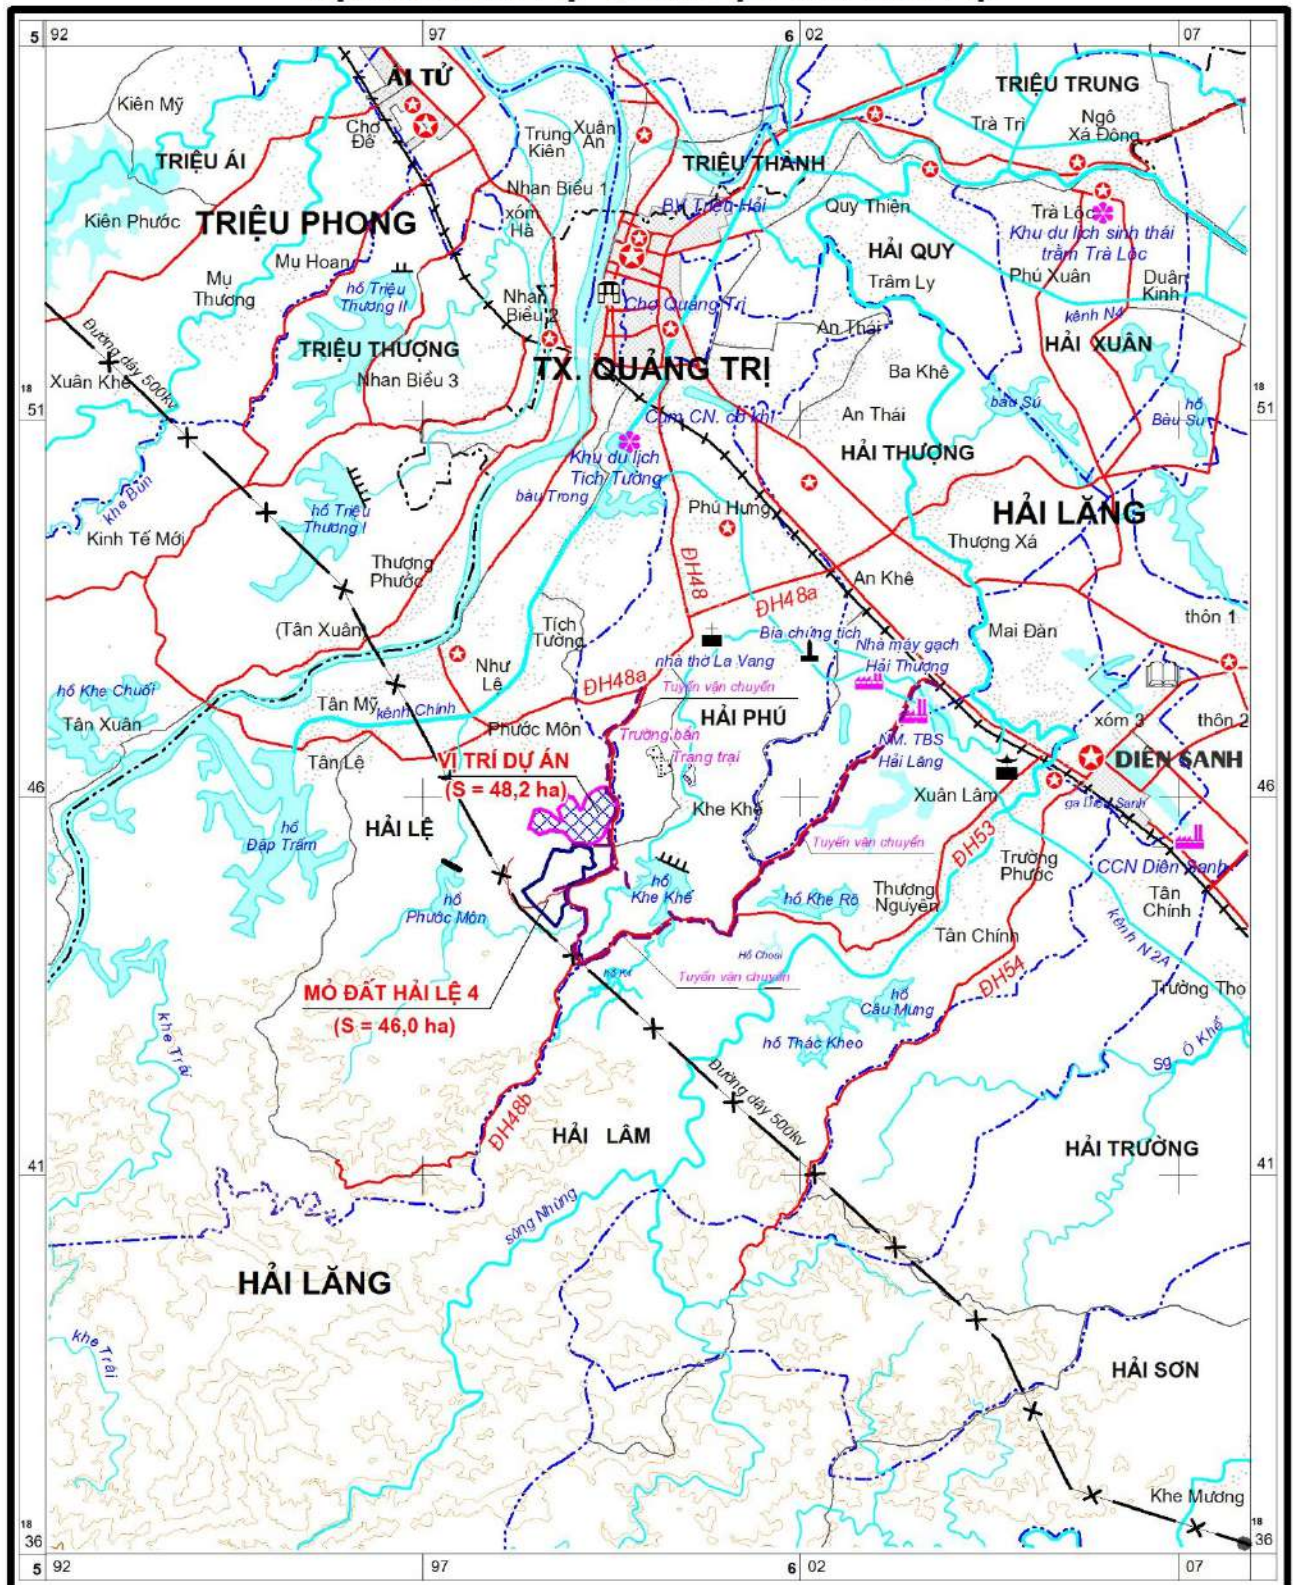 5 92
97
6 02
07
ÁI TỬ
TRIỆU TRUNG
Kiên Mỹ
Chợ
Đề
Trung
Kiên
Xuân
An
Trà Trì
Ngô
Xá Đông
TRIỆU ÁI
TRIỆU THÀNH
Nhan Biều 1
BV Triệu Hải
Quy Thiên
Trà Lộc
Kiên Phước
TRIỆU PHONG
xóm
Hà
Khu du lịch sinh thái
trằm Trà Lộc
HẢI QUY
Mụ Hoan
Mụ
Thương
Trâm Ly
Phú Xuân
Duân
Kinh
hồ Triệu
Thương II
Nhan
Biều 2
Chợ Quảng Trị
kênh N4
Đường dây 500kv
An Thái
TRIỆU THƯỢNG
HẢI XUÂN
Xuân Khê
Nhan Biều 3
TX. QUẢNG TRỊ
Ba Khê
18
51
18
51
bàu Sú
hồ
Bàu Sú
Cụm CN. cơ khí
An Thái
HẢI THƯỢNG
Khu du lịch
Tích Tường
khe Bún
bàu Trong
hồ Triệu
Thương I
Phú Hưng
HẢI LĂNG
Kinh Tế Mới
Thượng Xá
Thượng
Phước
ĐH48
An Khê
ĐH48a
thôn 1
(Tân Xuân)
Tích
Tường
Bia chứng tích
Mai Đàn
Nhà máy gạch
Hải Thượng
nhà thờ La Vang
Như
Lệ
ĐH48a
Tuyến vận chuyển
hồ Khe Chuối
Tân Xuân
Tân Mỹ
kênh Chính
HẢI PHÚ
xóm 3
thôn 2
Phước Môn
Trường bắn
NM. TBS
Hải Lăng
Trang trại
Tân Lệ
VỊ TRÍ DỰ ÁN
(S = 48,2 ha)
DIÊN SANH
46
46
Xuân Lâm
ga Diên Sanh
Khe Khế
HẢI LỆ
hồ
Đập Trấm
Tuyến vận chuyển
ĐH53
CCN Diên Sanh
Trường
Phước
hồ
Khe Khế
Thượng
Nguyên
hồ Khe Rò
Tân
Chính
hồ
Phước Môn
kênh N2A
Tân Chính
Hồ Choai
ĐH54
Tuyến vận chuyển
MỎ ĐẤT HẢI LỆ 4
(S = 46,0 ha)
hồ
Câu Mưng
Trường Thọ
khe Trái
hồ Thác Kheo
sg. Ô Khê
Đường dây 500kv
ĐH48b
HẢI LÂM
HẢI TRƯỜNG
41
41
sông Nhùng
HẢI LĂNG
khe Trái
HẢI SƠN
Khe Mương
18
36
18
36
5 92
97
6 02
07